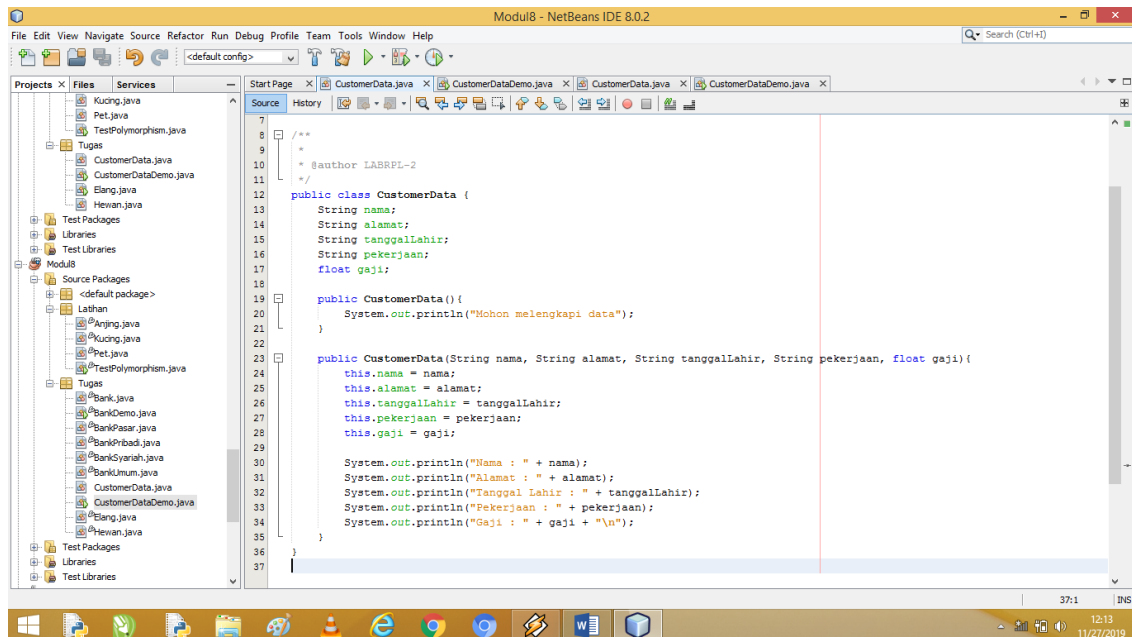 Modul8 - NetBeans IDE 8.0.2
File Edit View Navigate Source Refactor Run Debug Profile Team Tools Window Help
Search (Ctrl+I)
<default config>
Projects Files Services
Kucing.java
Pet.java
TestPolymorphism.java
Tugas
CustomerData.java
CustomerDataDemo.java
Elang.java
Hewan.java
Test Packages
Libraries
Test Libraries
Modul8
Source Packages
<default package>
Latihan
Anjing.java
Kucing.java
Pet.java
TestPolymorphism.java
Tugas
Bank.java
BankDemo.java
BankPasar.java
BankPribadi.java
BankSyariah.java
BankUmum.java
CustomerData.java
CustomerDataDemo.java
Elang.java
Hewan.java
Test Packages
Libraries
Test Libraries
Start Page CustomerData.java CustomerDataDemo.java CustomerData.java CustomerDataDemo.java
Source History
7
8 /**
9 *
10 * @author LABRPL-2
11 */
12 public class CustomerData {
13 String nama;
14 String alamat;
15 String tanggalLahir;
16 String pekerjaan;
17 float gaji;
18
19 public CustomerData(){
20 System.out.println("Mohon melengkapi data");
21 }
22
23 public CustomerData(String nama, String alamat, String tanggalLahir, String pekerjaan, float gaji){
24 this.nama = nama;
25 this.alamat = alamat;
26 this.tanggalLahir = tanggalLahir;
27 this.pekerjaan = pekerjaan;
28 this.gaji = gaji;
29
30 System.out.println("Nama : " + nama);
31 System.out.println("Alamat : " + alamat);
32 System.out.println("Tanggal Lahir : " + tanggalLahir);
33 System.out.println("Pekerjaan : " + pekerjaan);
34 System.out.println("Gaji : " + gaji + "\n");
35 }
36 }
37
37:1 INS
12:13
11/27/2019